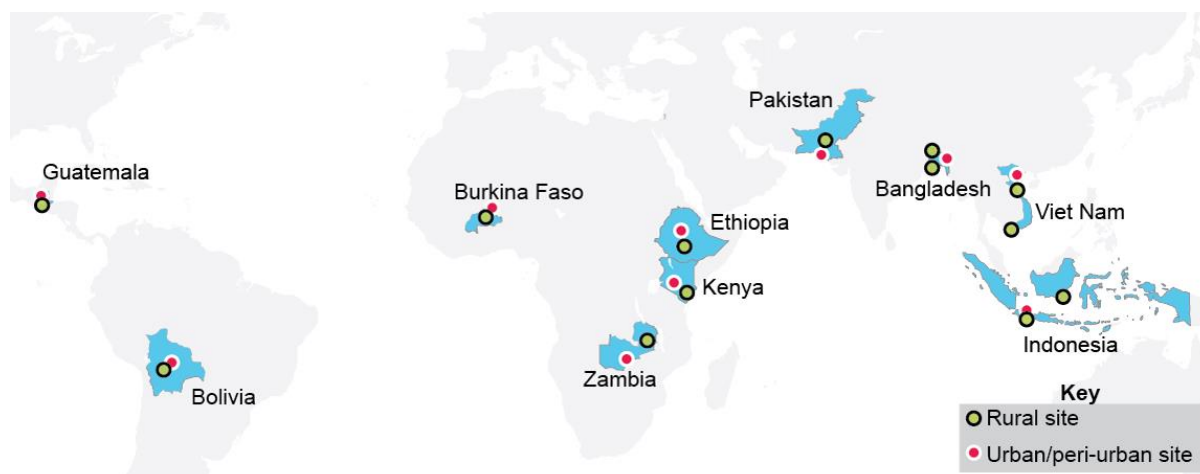 Pakistan
Guatemala
Burkina Faso
Bangladesh
Ethiopia
Viet Nam
Kenya
Indonesia
Zambia
Bolivia
Key
Rural site
Urban/peri-urban site